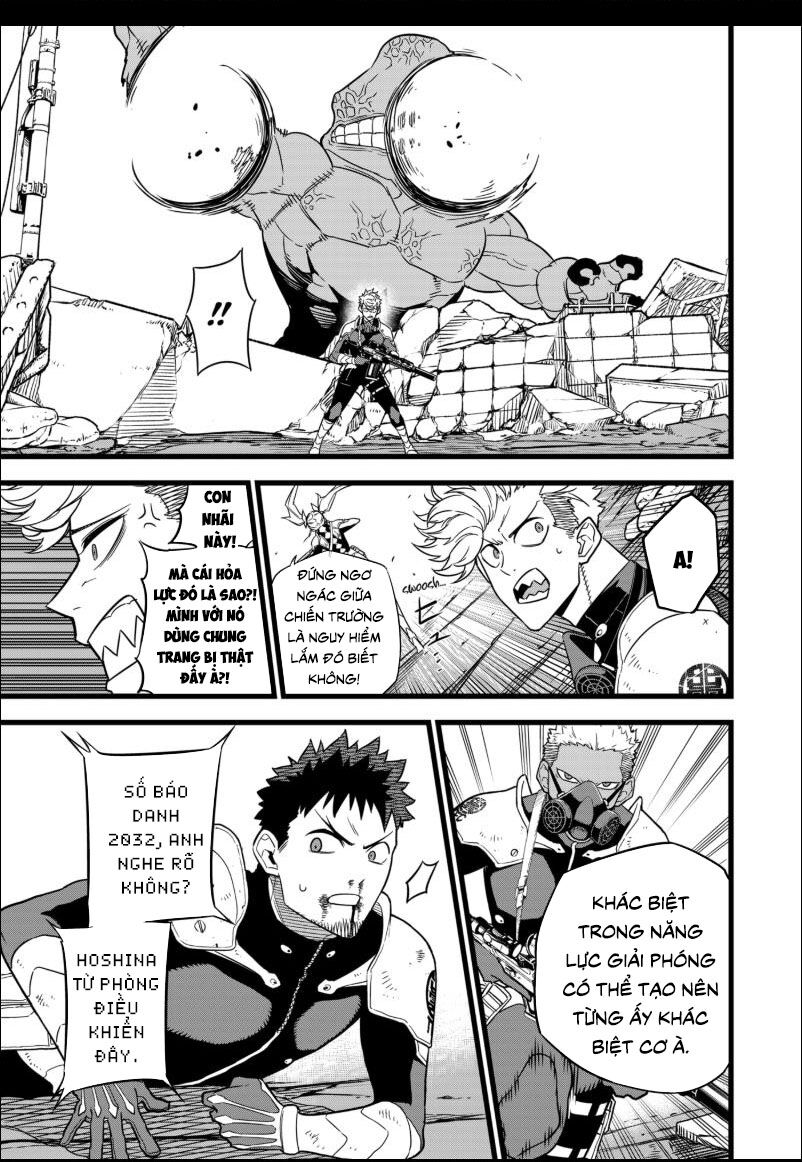 !!
A!
swoosh...
ヒュ
ĐỨNG NGƠ
NGÁC GIỮA
CHIẾN TRƯỜNG
LÀ NGUY HIỂM
LẮM ĐÓ BIẾT
KHÔNG!
CON
NHÃI
NÀY!
MÀ CÁI HỎA
LỰC ĐÓ LÀ SAO?!
MÌNH VỚI NÓ
DÙNG CHUNG
TRANG BỊ THẬT
ĐẤY À?!
KHÁC BIỆT
TRONG NĂNG
LỰC GIẢI PHÓNG
CÓ THỂ TẠO NÊN
TỪNG ẤY KHÁC
BIỆT CƠ À.
SỐ BÁO
DANH
2032, ANH
NGHE RÕ
KHÔNG?
HOSHINA
TỪ PHÒNG
ĐIỀU
KHIỂN
ĐÂY.